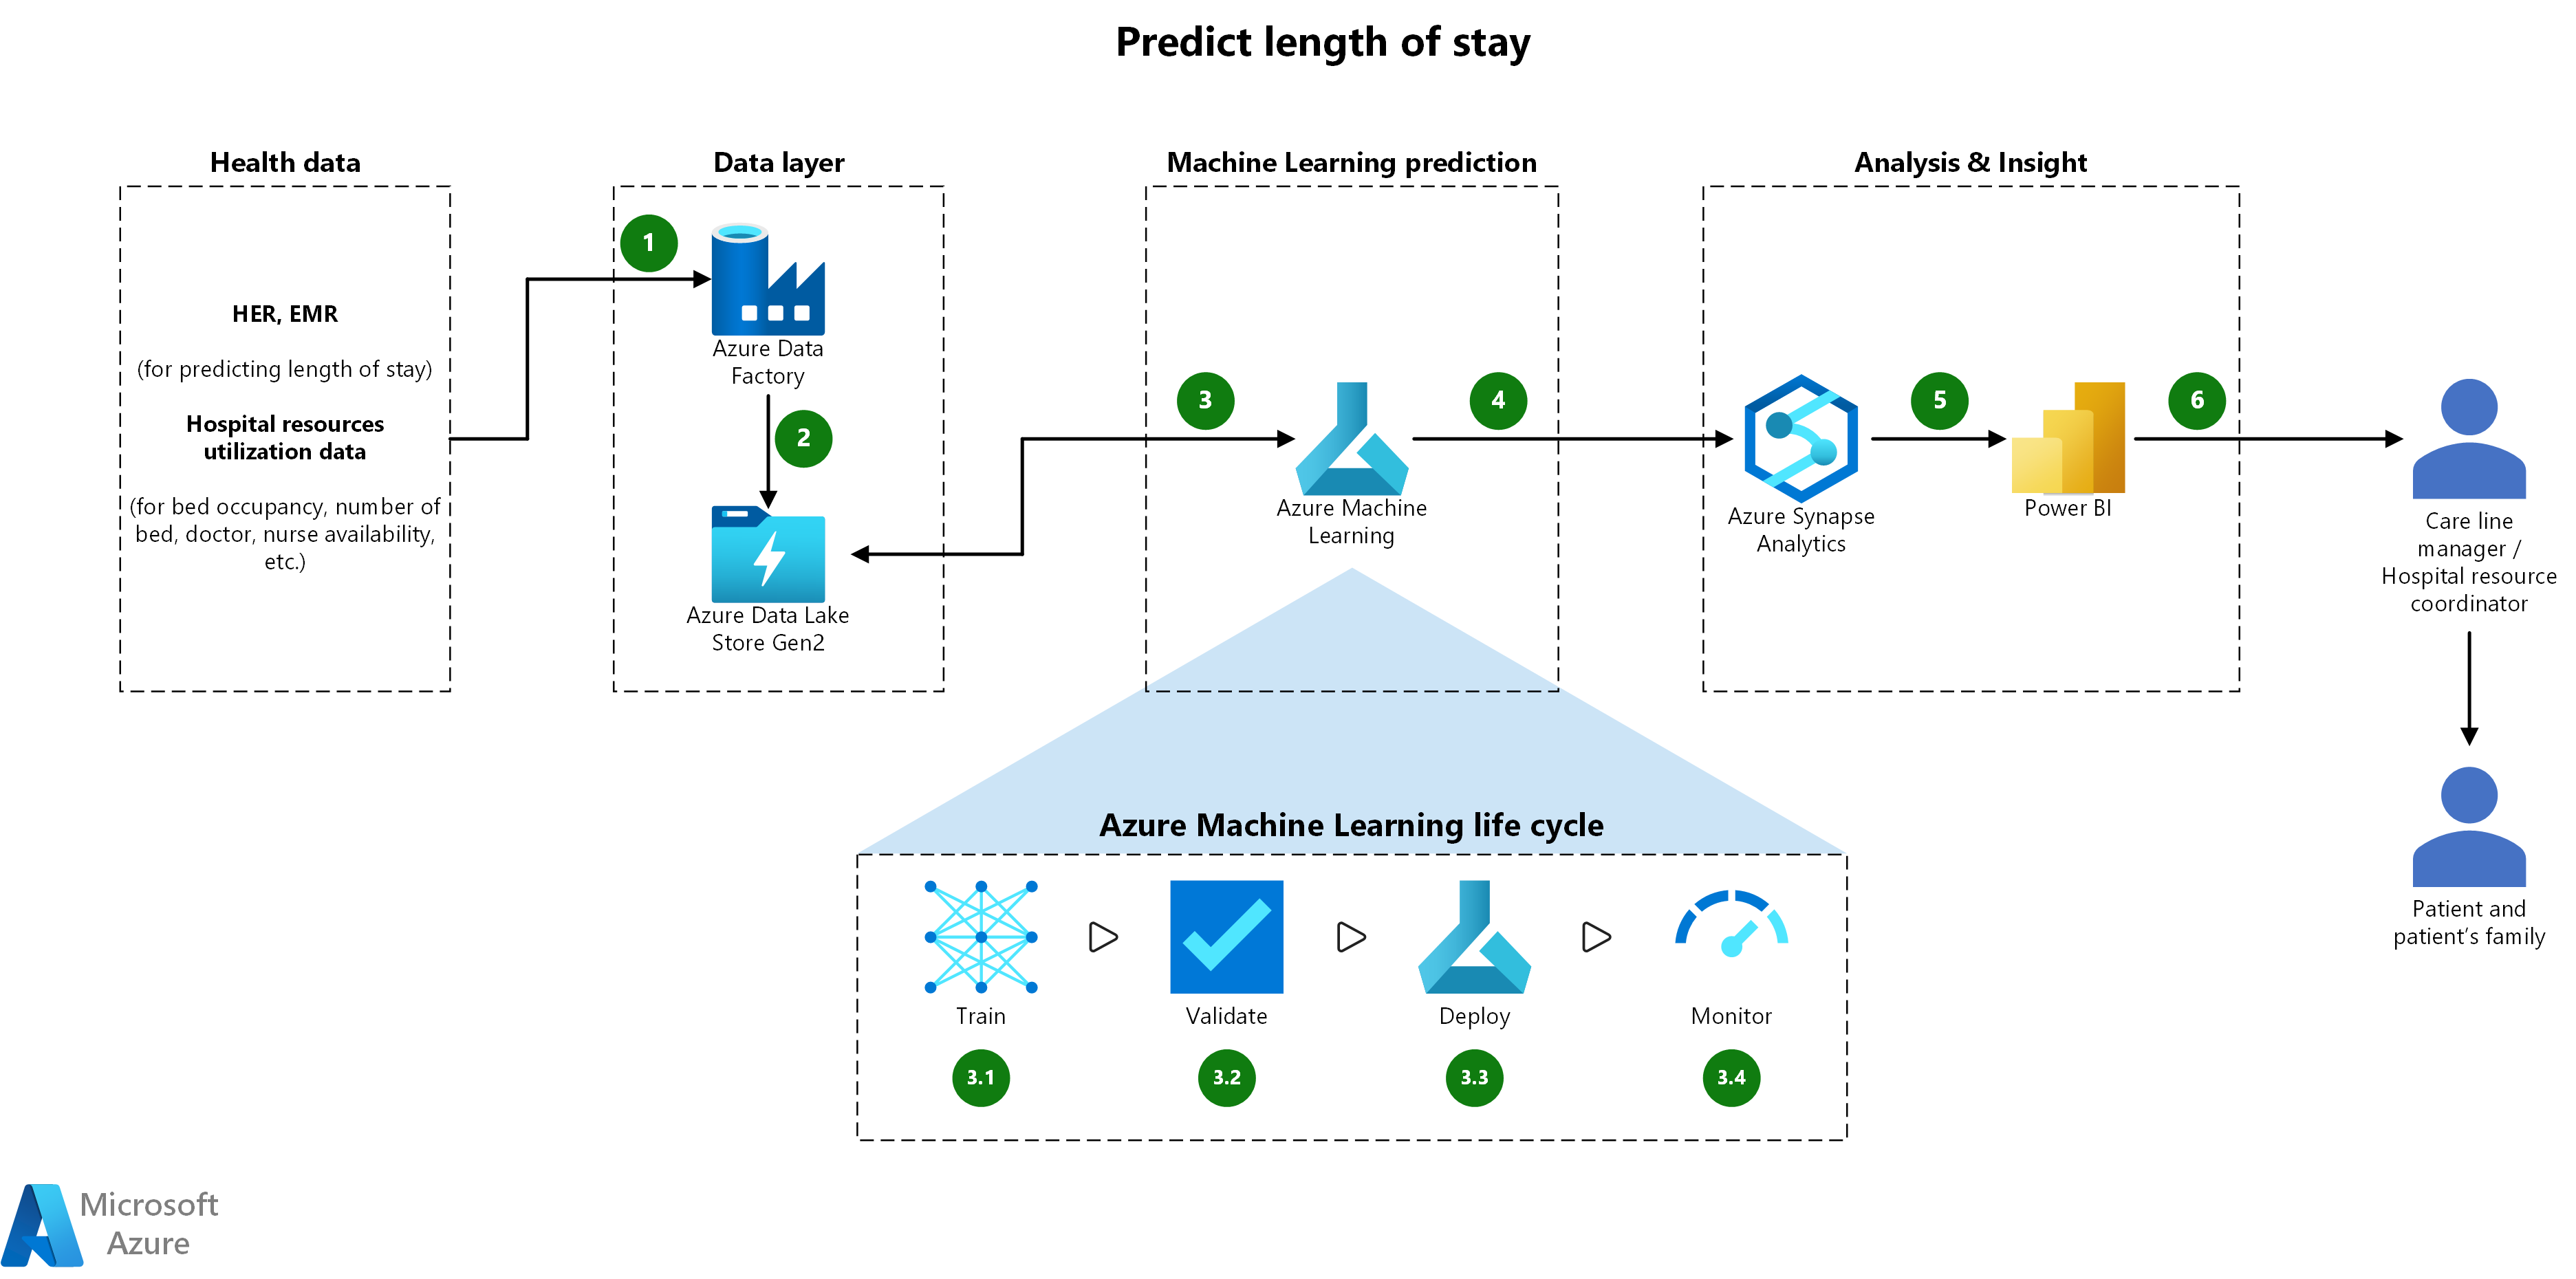 Predict length of stay
Health data
HER, EMR
(for predicting length of stay)
Hospital resources
utilization data
(for bed occupancy, number of
bed, doctor, nurse availability,
etc.)
Data layer
1
Azure Data
Factory
2
Azure Data Lake
Store Gen2
Machine Learning prediction
3
4
Azure Machine
Learning
Analysis & Insight
5
6
Azure Synapse
Analytics
Power BI
Care line
manager /
Hospital resource
coordinator
Patient and
patient’s family
Azure Machine Learning life cycle
Train
Validate
Deploy
Monitor
3.1
3.2
3.3
3.4
Microsoft
Azure